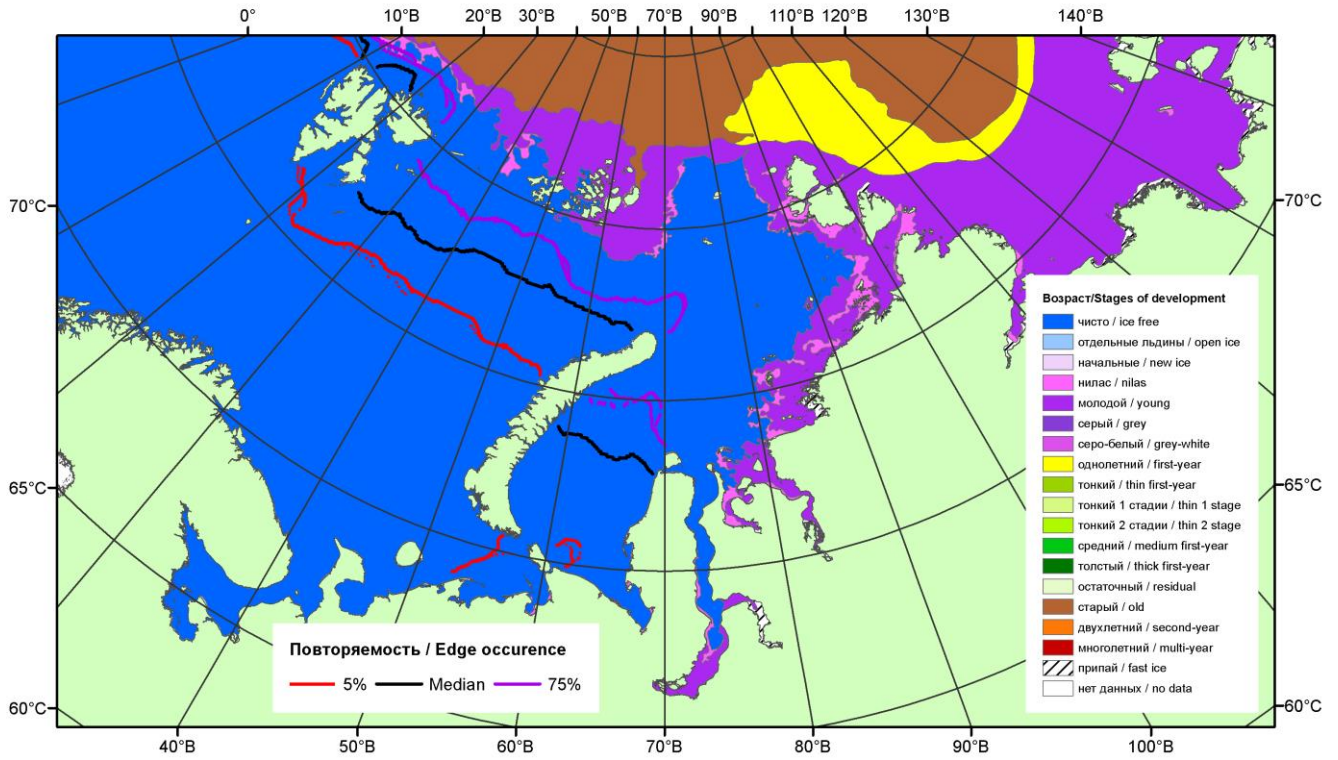 0° 10°В 20°В 30°В 50°В 70°В 90°В 110°В 120°В 130°В 140°В
70°С 70°С
65°С 65°С
60°С 60°С
Возраст/Stages of development
чисто / ice free
отдельные льдины / open ice
начальные / new ice
нилас / nilas
молодой / young
серый / grey
серо-белый / grey-white
однолетний / first-year
тонкий / thin first-year
тонкий 1 стадии / thin 1 stage
тонкий 2 стадии / thin 2 stage
средний / medium first-year
толстый / thick first-year
остаточный / residual
старый / old
двухлетний / second-year
многолетний / multi-year
припай / fast ice
нет данных / no data
Повторяемость / Edge occurence
5% Median 75%
40°В 50°В 60°В 70°В 80°В 90°В 100°В